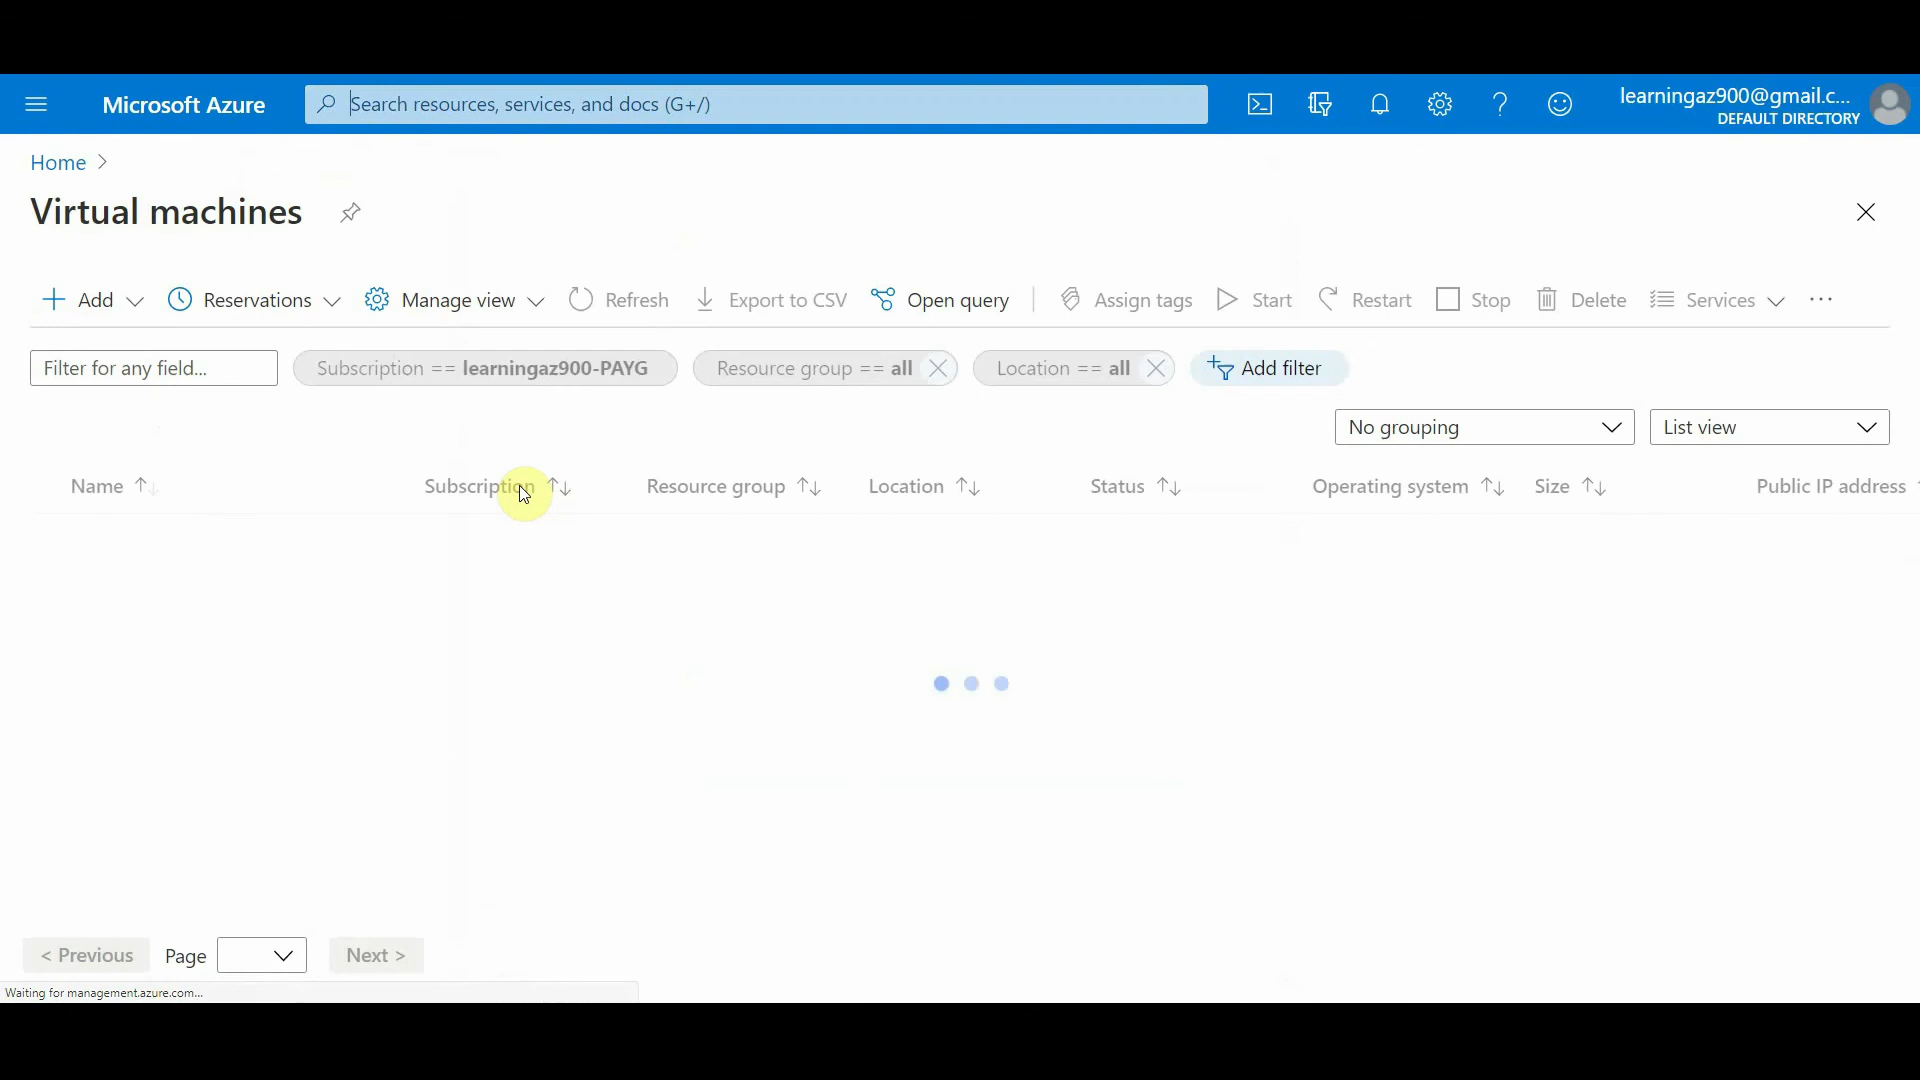 Microsoft Azure Search resources, services, and docs (G+/) learningaz900@gmail.c...
DEFAULT DIRECTORY
Home
Virtual machines
Add Reservations Manage view Refresh Export to CSV Open query Assign tags Start Restart Stop Delete Services ...
Filter for any field... Subscription == learningaz900-PAYG Resource group == all Location == all Add filter
No grouping List view
Name Subscription Resource group Location Status Operating system Size Public IP address
< Previous Page Next >
Waiting for management.azure.com...